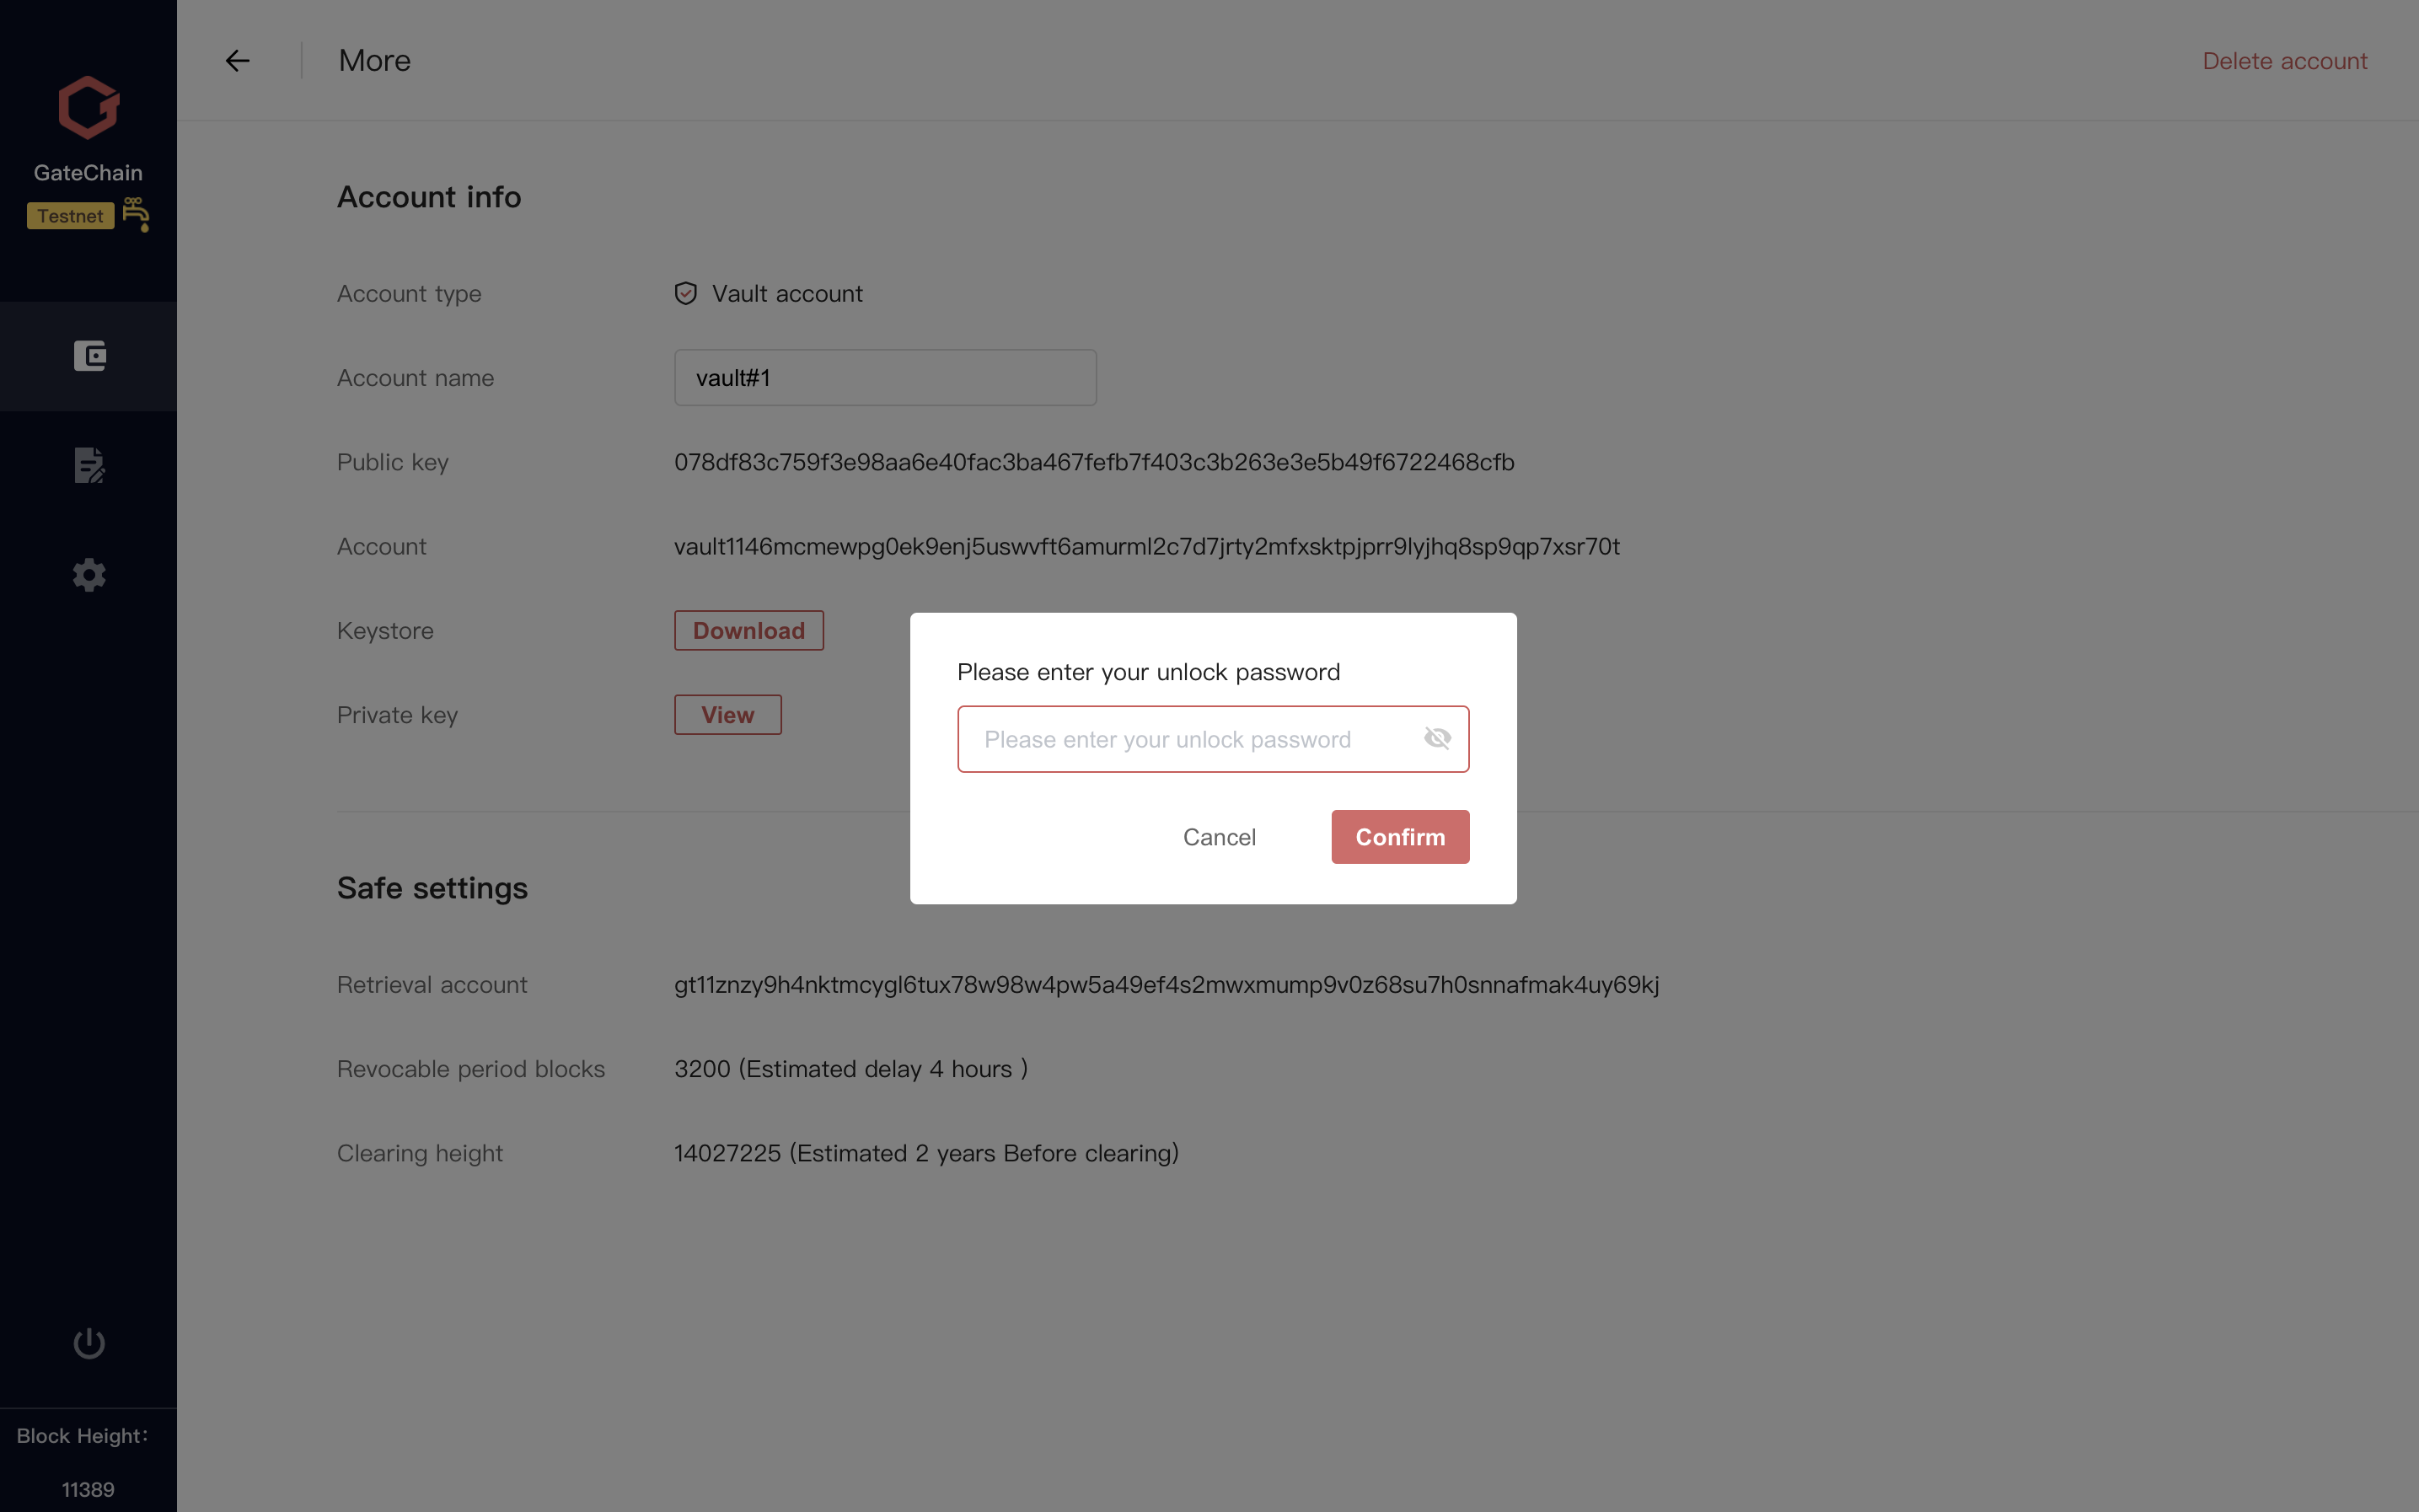 GateChain
Testnet
More
Delete account
Account info
Account type
Vault account
Account name
vault#1
Public key
078df83c759f3e98aa6e40fac3ba467fefb7f403c3b263e3e5b49f6722468cfb
Account
vault1146mcmewpg0ek9enj5uswvft6amurml2c7d7jrty2mfxsktpjprr9lyjhq8sp9qp7xsr70t
Keystore
Download
Private key
View
Please enter your unlock password
Please enter your unlock password
Cancel
Confirm
Safe settings
Retrieval account
gt11znzy9h4nktmcygl6tux78w98w4pw5a49ef4s2mwxmump9v0z68su7h0snnafmak4uy69kj
Revocable period blocks
3200 (Estimated delay 4 hours )
Clearing height
14027225 (Estimated 2 years Before clearing)
Block Height:
11389